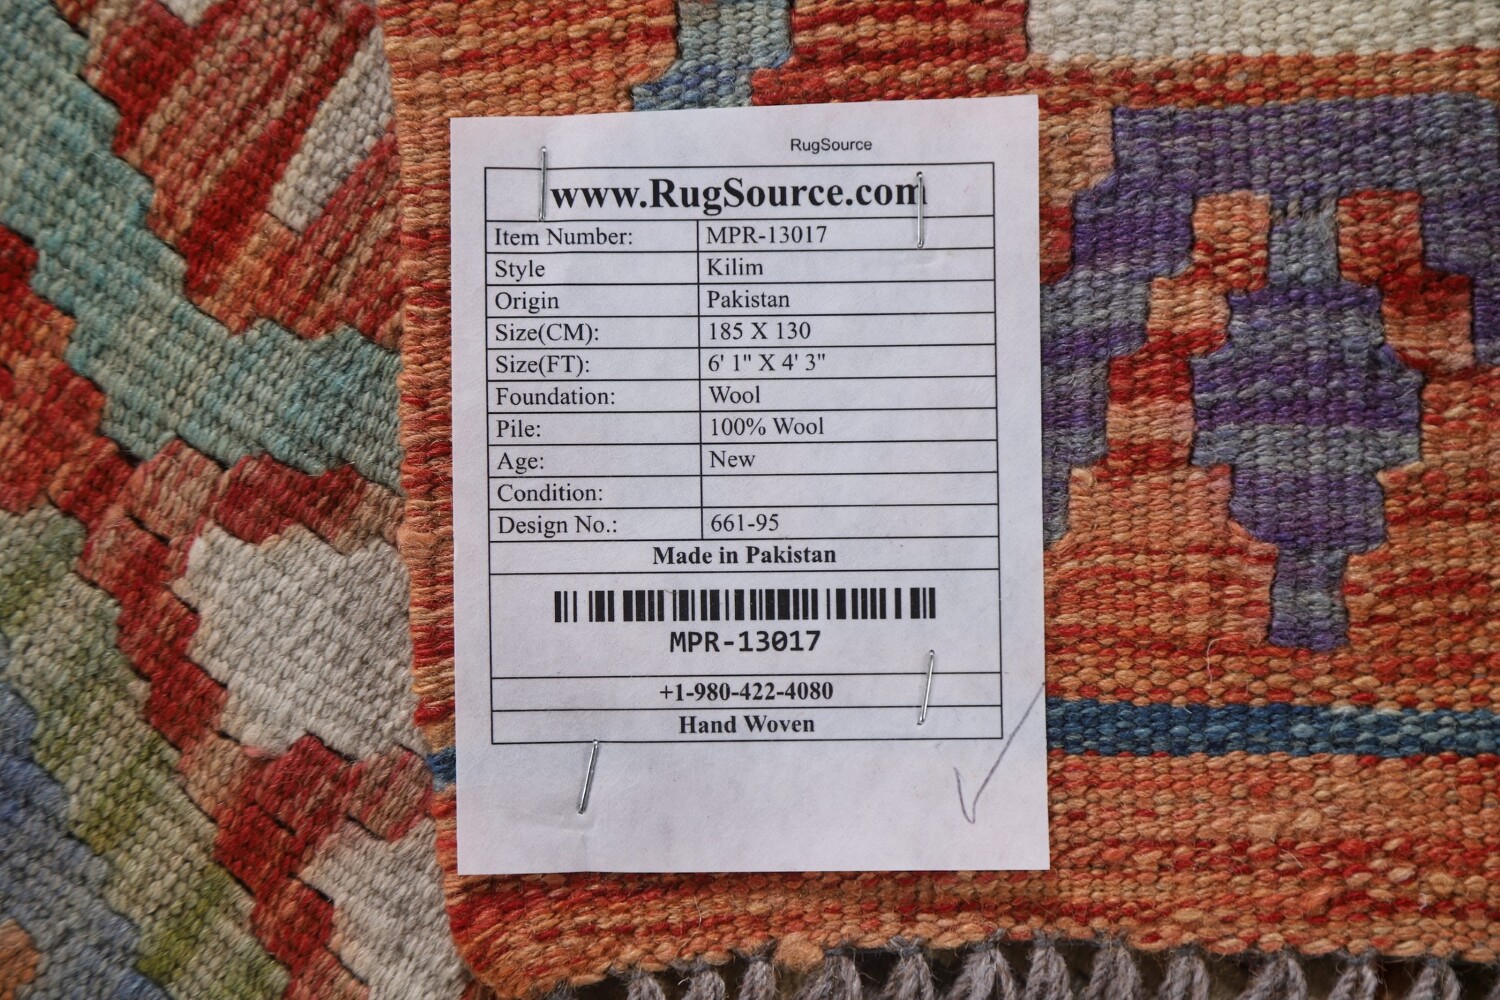 RugSource
www.RugSource.com
Item Number: MPR-13017
Style Kilim
Origin Pakistan
Size(CM): 185 X 130
Size(FT): 6' 1" X 4' 3"
Foundation: Wool
Pile: 100% Wool
Age: New
Condition:
Design No.: 661-95
Made in Pakistan
MPR-13017
+1-980-422-4080
Hand Woven